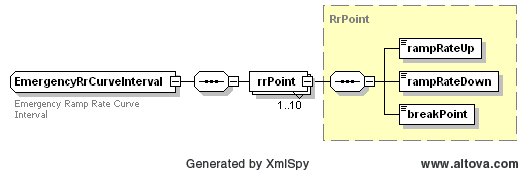 RrPoint
rampRateUp
EmergencyRrCurveInterval
rrPoint
rampRateDown
Emergency Ramp Rate Curve
Interval
1..10
breakPoint
Generated by XmlSpy
www.altova.com